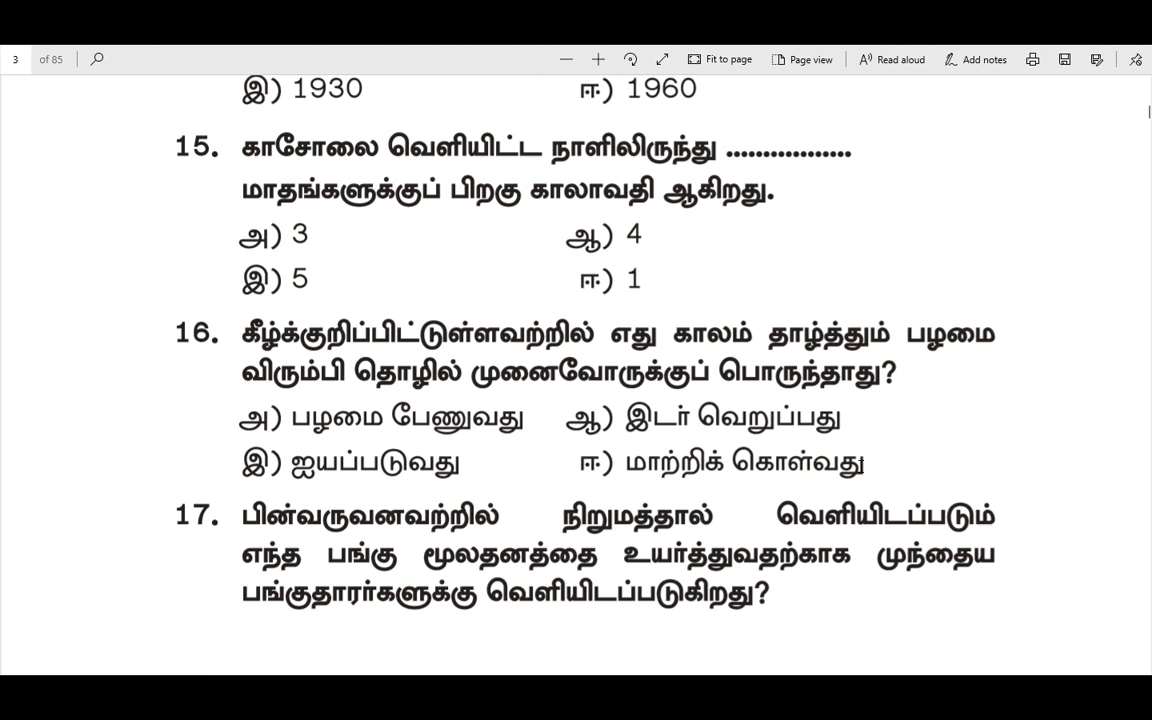 3 of 85 Fit to page Page view Read aloud Add notes
இ) 1930 ஈ) 1960
15. காசோலை வெளியிட்ட நாளிலிருந்து .................
மாதங்களுக்குப் பிறகு காலாவதி ஆகிறது.
அ) 3 ஆ) 4
இ) 5 ஈ) 1
16. கீழ்க்குறிப்பிட்டுள்ளவற்றில் எது காலம் தாழ்த்தும் பழமை
விரும்பி தொழில் முனைவோருக்குப் பொருந்தாது?
அ) பழமை பேணுவது ஆ) இடர் வெறுப்பது
இ) ஐயப்படுவது ஈ) மாற்றிக் கொள்வது
17. பின்வருவனவற்றில் நிறுமத்தால் வெளியிடப்படும்
எந்த பங்கு மூலதனத்தை உயர்த்துவதற்காக முந்தைய
பங்குதாரர்களுக்கு வெளியிடப்படுகிறது?